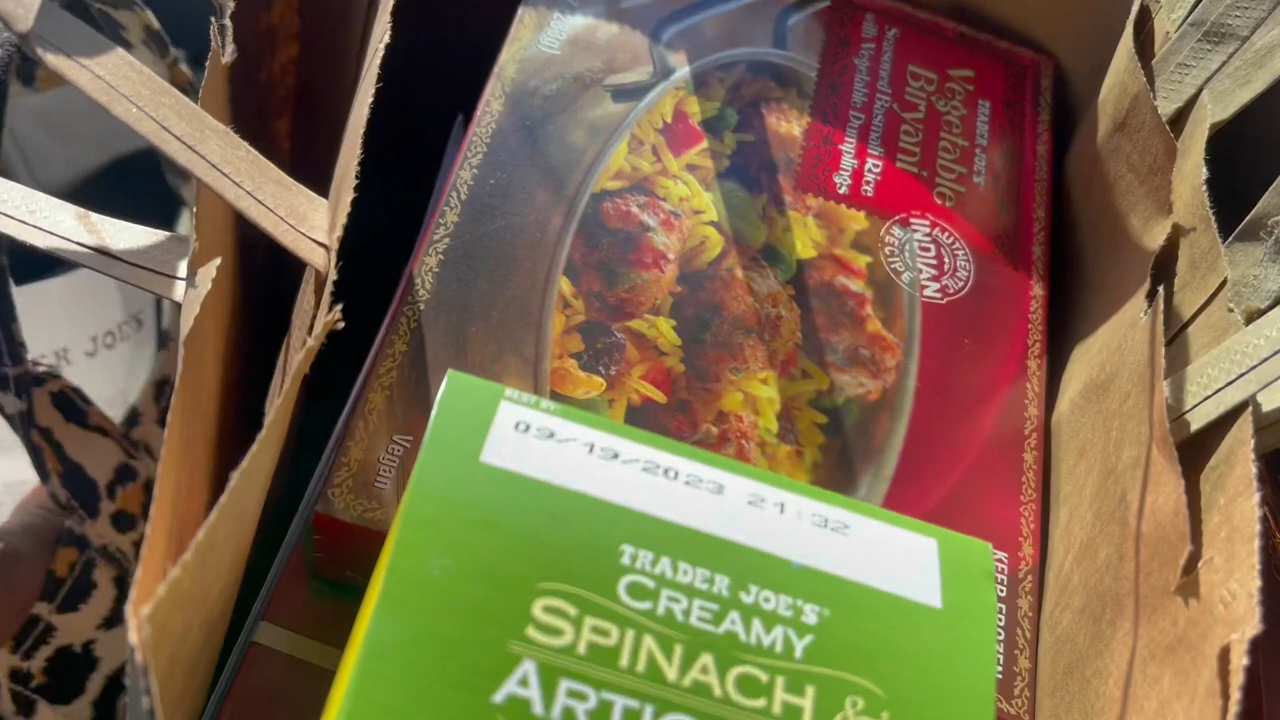 TRADER JOE'S
Vegetable
Biryani
Seasoned Basmati Rice
with Vegetable Dumplings
AUTHENTIC
INDIAN
RECIPE
Vegan
KEEP FROZEN
BEST BY:
09/19/2023 21:32
TRADER JOE'S®
CREAMY
SPINACH &
ER JOE'S